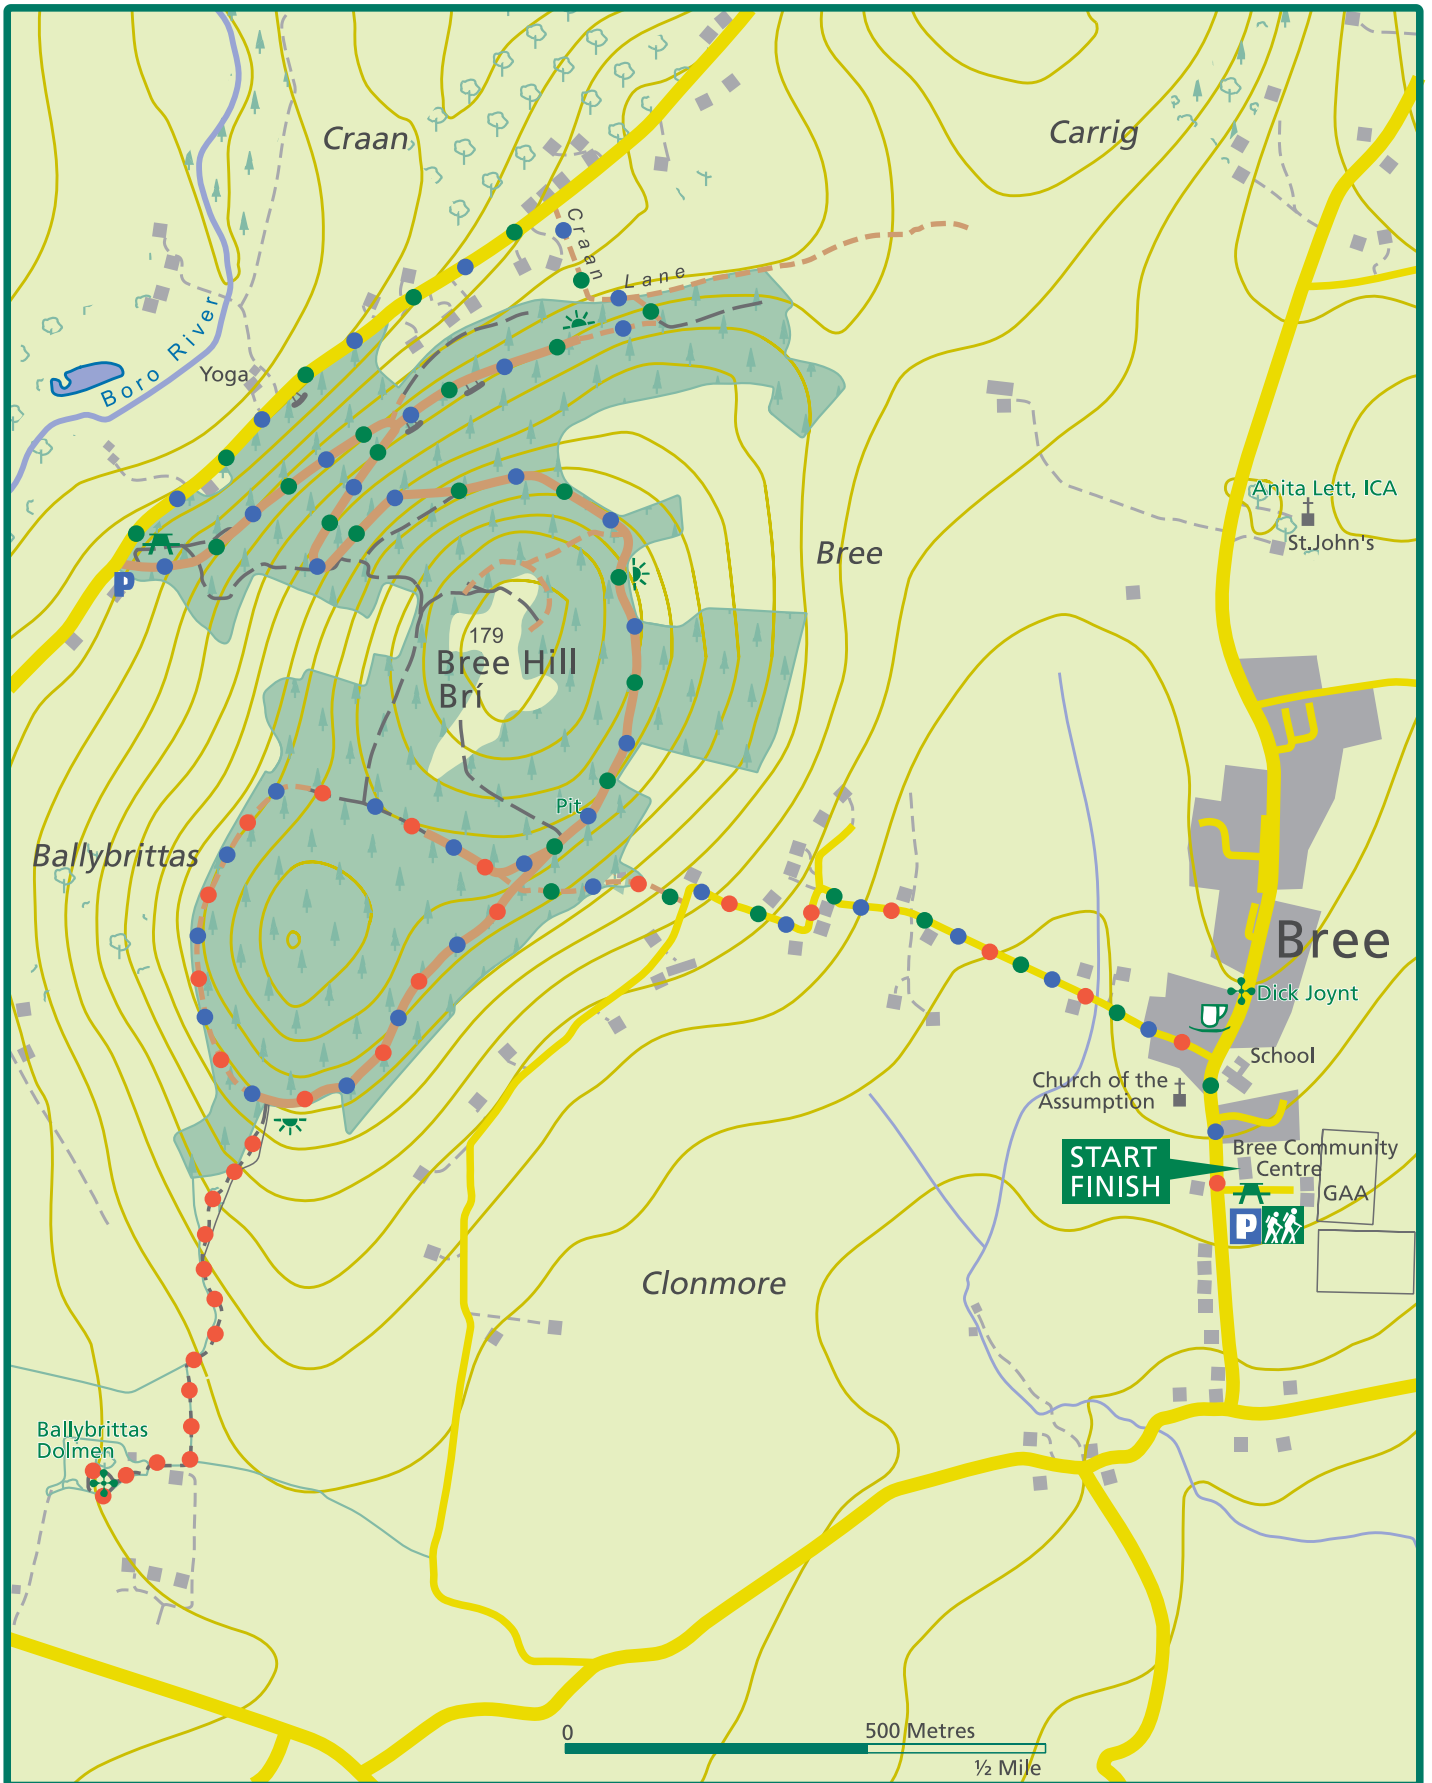 Craan
Carrig
Craan
Lane
Boro River
Yoga
Anita Lett, ICA
St.John's
Bree
P
179
Bree Hill
Brí
Pit
Ballybrittas
Bree
Dick Joynt
School
Church of the
Assumption
START
FINISH
Bree Community
Centre
GAA
P
Clonmore
Ballybrittas
Dolmen
0
500 Metres
½ Mile